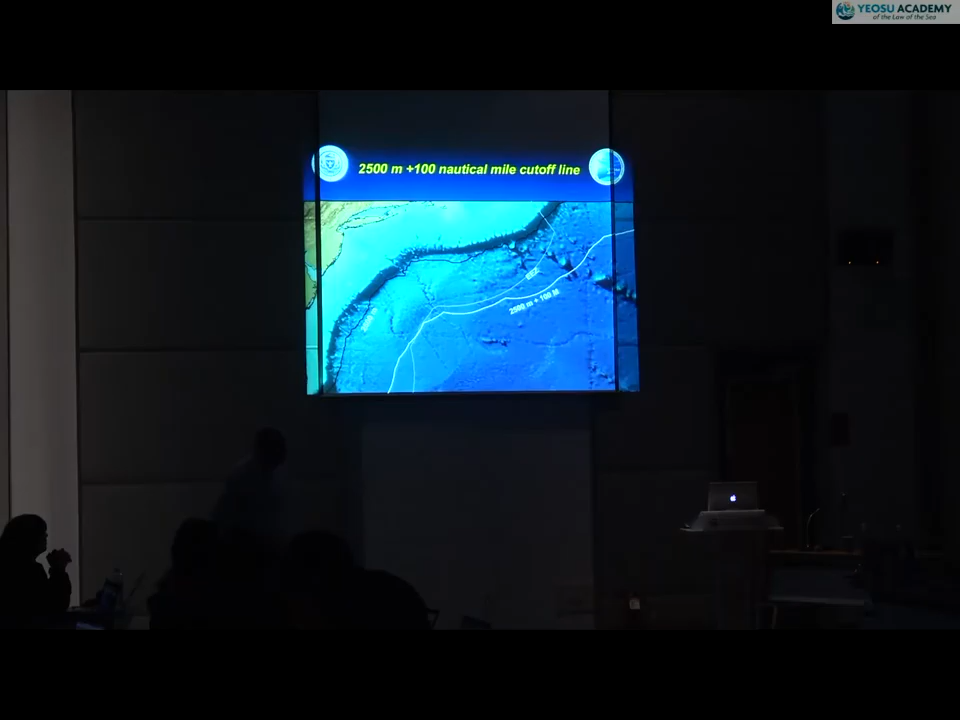 YEOSU ACADEMY
of the Law of the Sea
2500 m +100 nautical mile cutoff line
EEZ
2500 m + 100 M